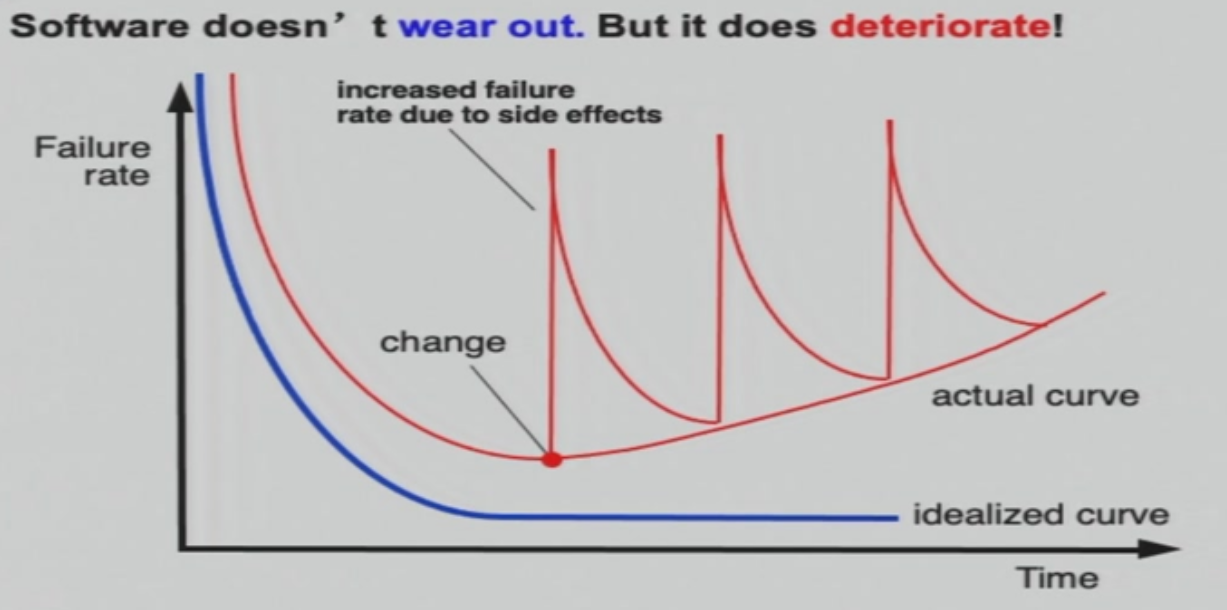 Software doesn’ t wear out. But it does deteriorate!
increased failure
rate due to side effects
Failure
rate
change
actual curve
idealized curve
Time